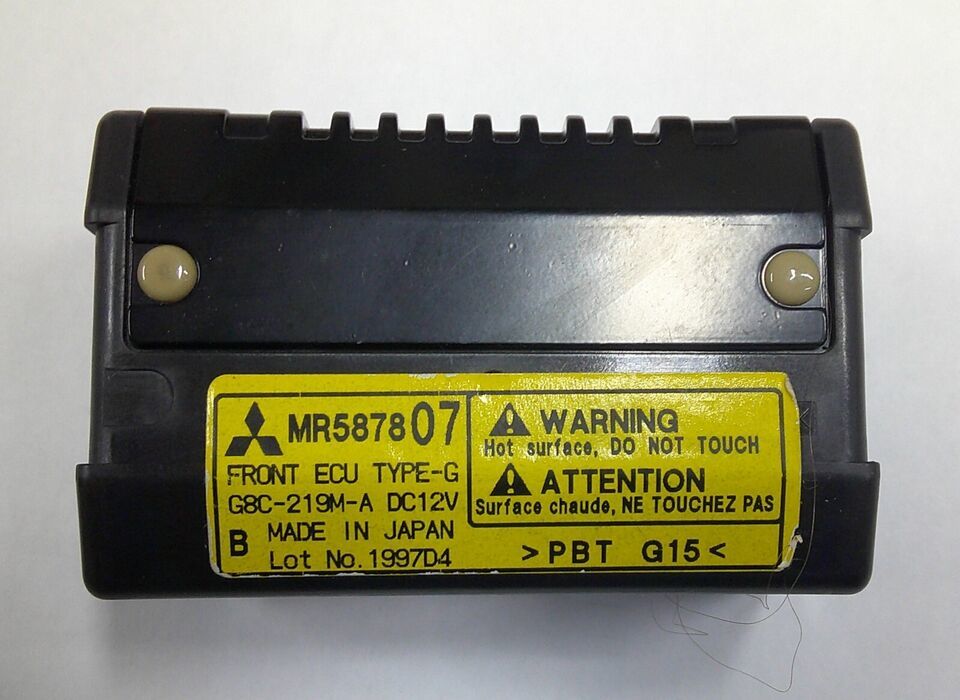 MR587807
FRONT ECU TYPE-G
G8C-219M-A DC12V
B MADE IN JAPAN
Lot No.1997D4
WARNING
Hot surface, DO NOT TOUCH
ATTENTION
Surface chaude, NE TOUCHEZ PAS
>PBT G15<